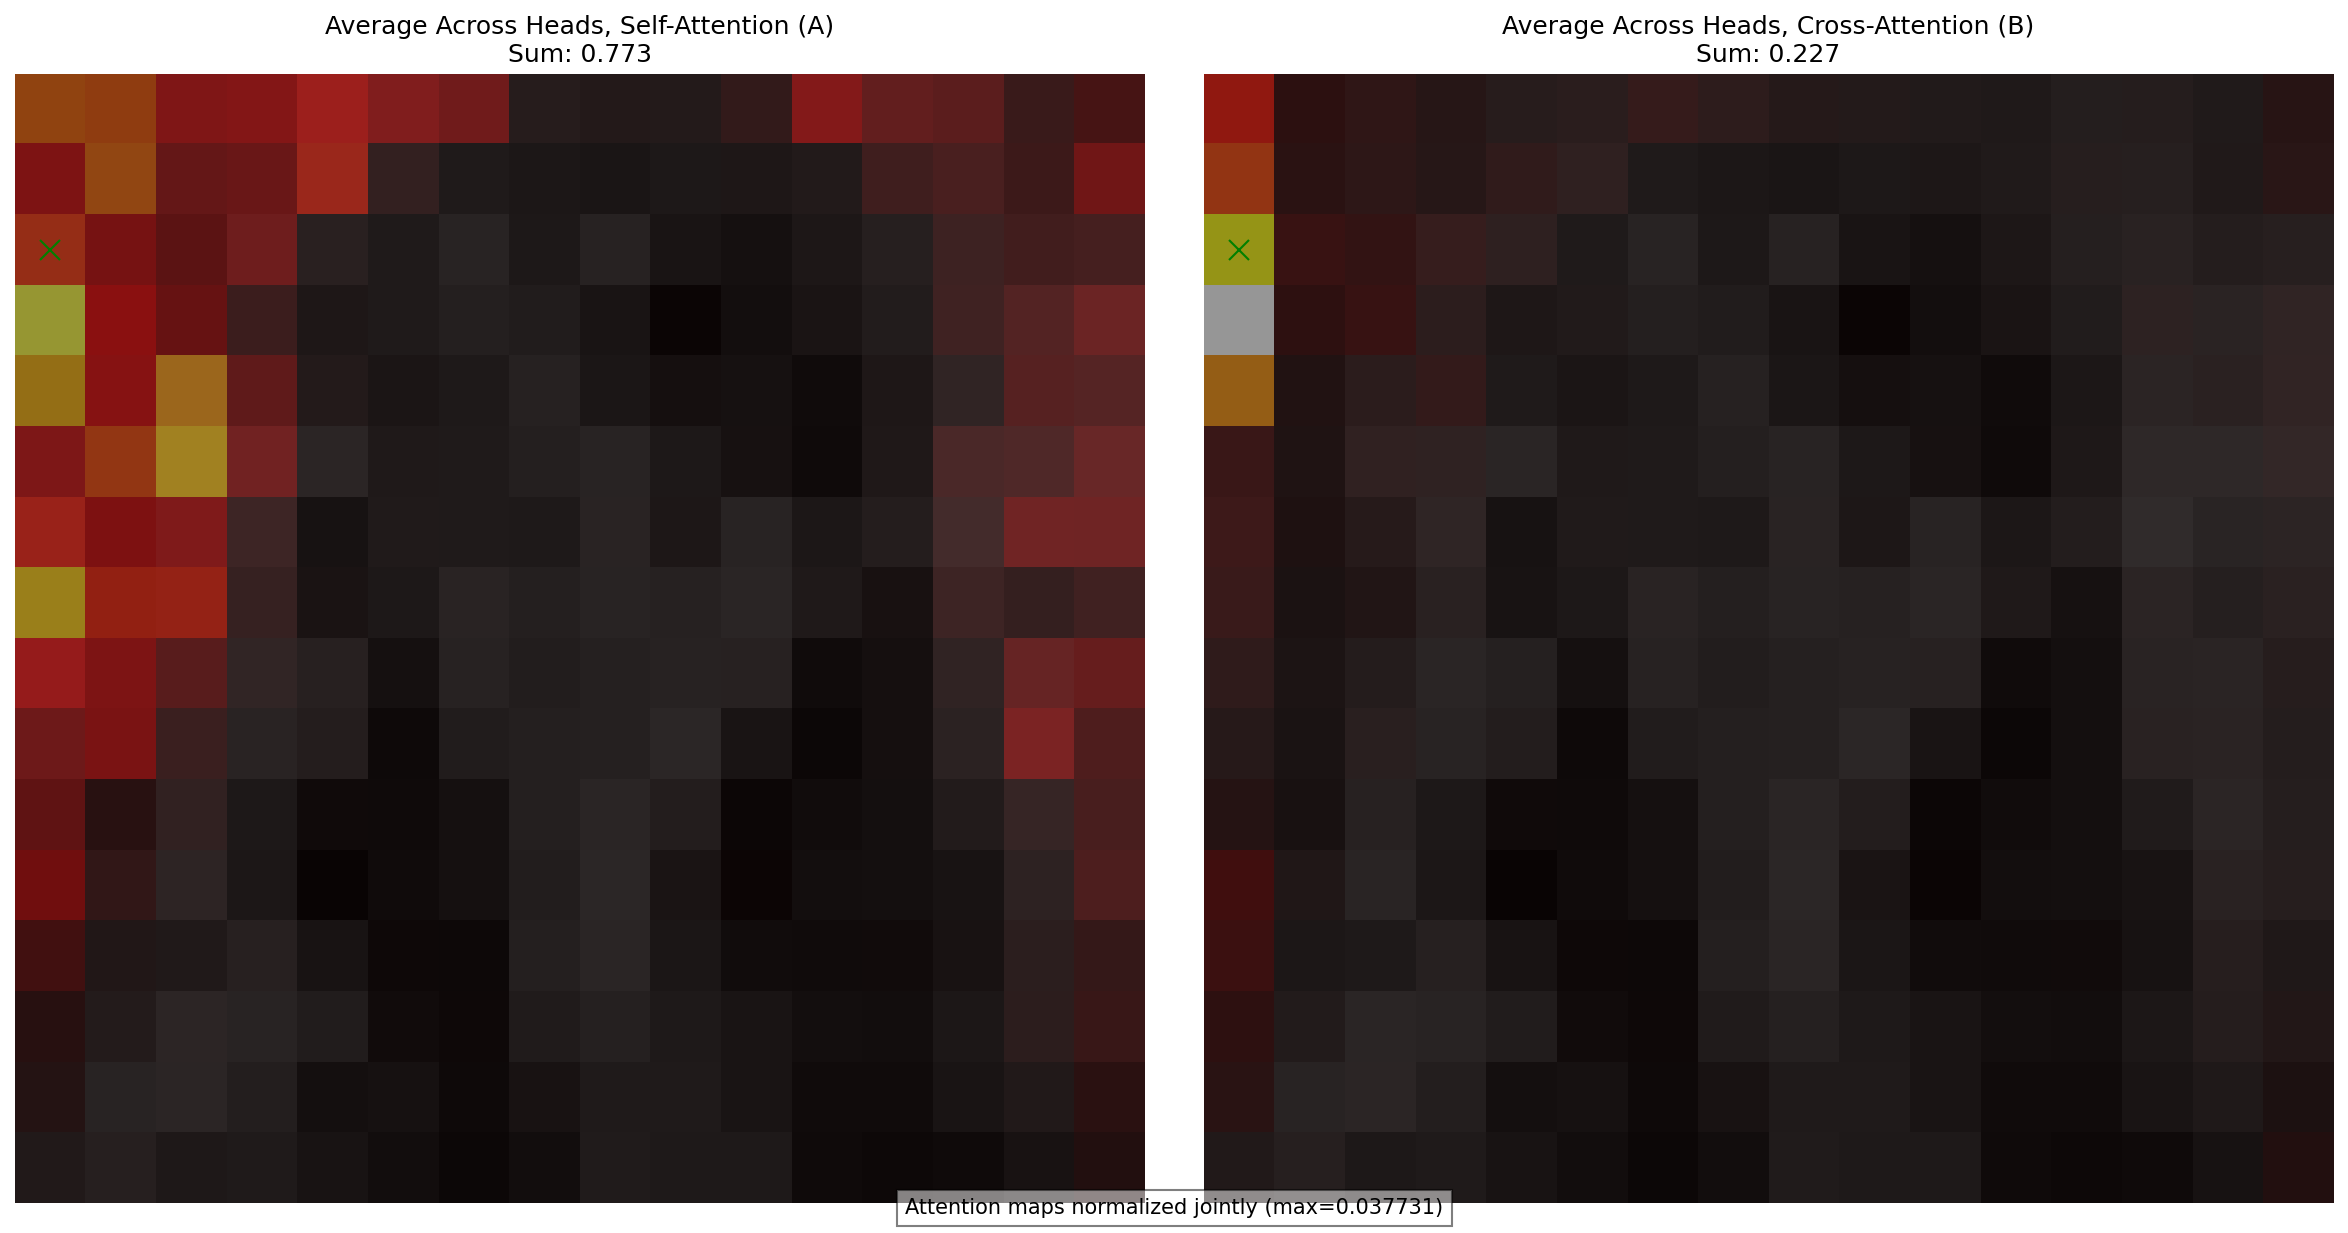 Average Across Heads, Self-Attention (A)
Sum: 0.773
Average Across Heads, Cross-Attention (B)
Sum: 0.227
Attention maps normalized jointly (max=0.037731)